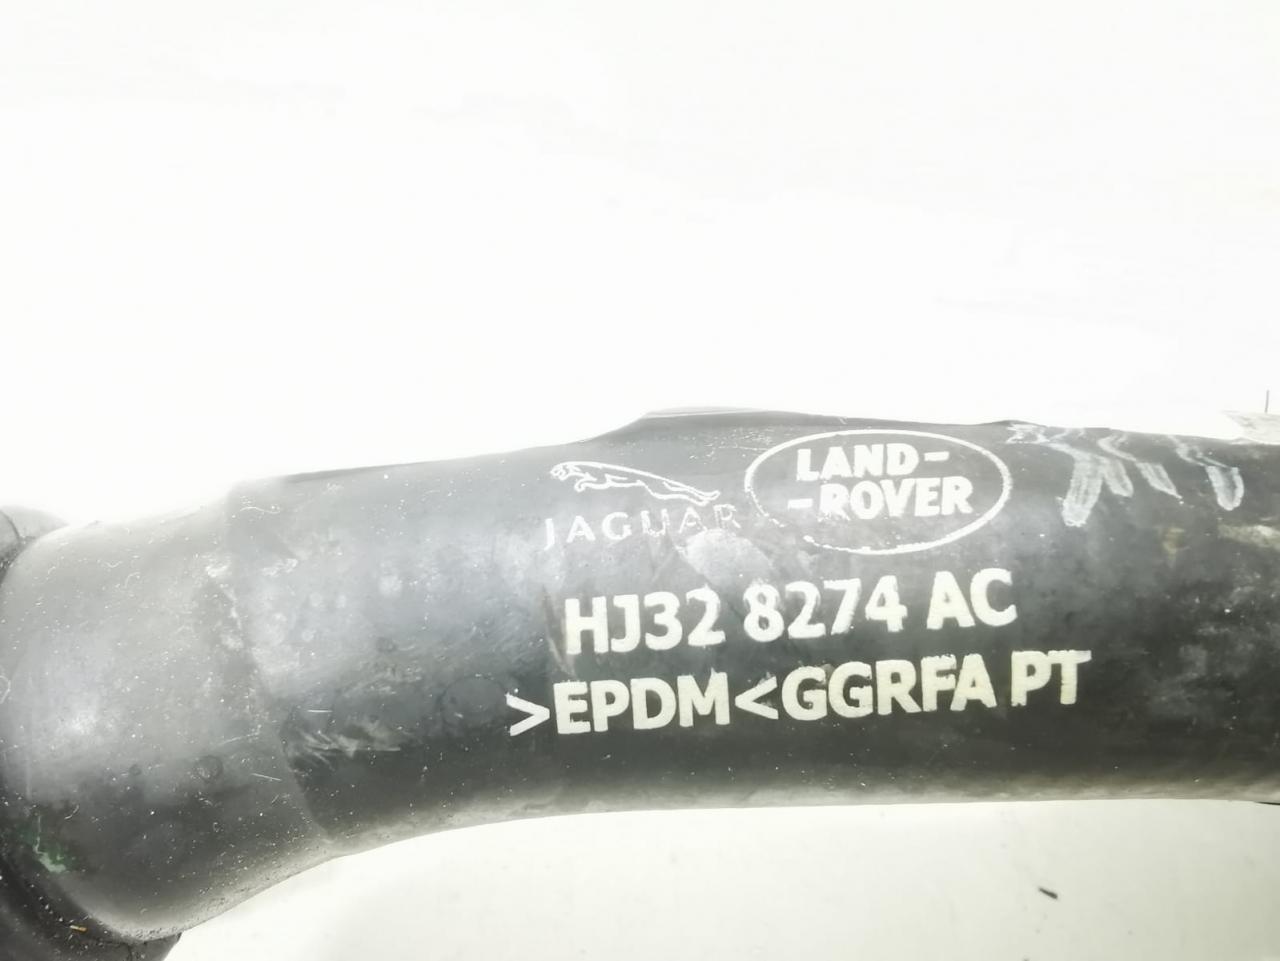 JAGUAR
LAND-
-ROVER
HJ32 8274 AC
>EPDM<GGRFA PT